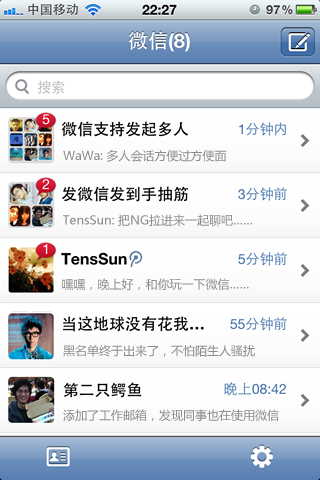 中国移动 22:27 97%
微信(8)
搜索
5
微信支持发起多人 1分钟内
WaWa: 多人会话方便过方便面
2
发微信发到手抽筋 3分钟前
TensSun: 把NG拉进来一起聊吧......
1
TensSun 5分钟前
嘿嘿，晚上好，和你玩一下微信......
当这地球没有花我... 55分钟前
黑名单终于出来了，不怕陌生人骚扰
第二只鳄鱼 晚上08:42
添加了工作邮箱，发现同事也在使用微信